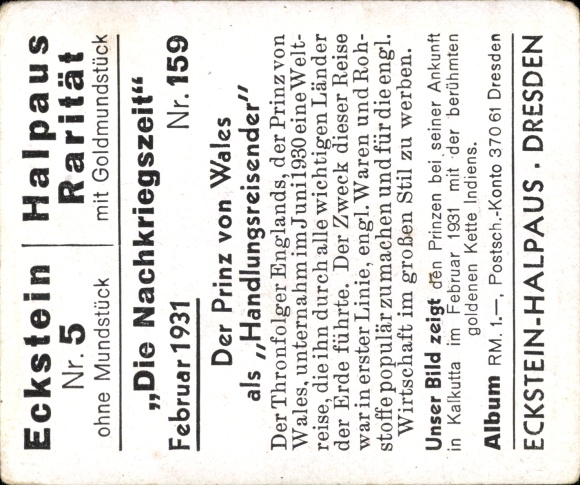 Eckstein Halpaus
Nr. 5 Rarität
ohne Mundstück mit Goldmundstück
„Die Nachkriegszeit“
Februar 1931 Nr. 159
Der Prinz von Wales
als „Handlungsreisender“
Der Thronfolger Englands, der Prinz von
Wales, unternahm im Juni 1930 eine Welt-
reise, die ihn durch alle wichtigen Länder
der Erde führte. Der Zweck dieser Reise
war in erster Linie, engl. Waren und Roh-
stoffe populär zu machen und für die engl.
Wirtschaft im großen Stil zu werben.
Unser Bild zeigt den Prinzen bei seiner Ankunft
in Kalkutta im Februar 1931 mit der berühmten
goldenen Kette Indiens.
Album RM. 1.—, Postsch.-Konto 370 61 Dresden
ECKSTEIN-HALPAUS · DRESDEN